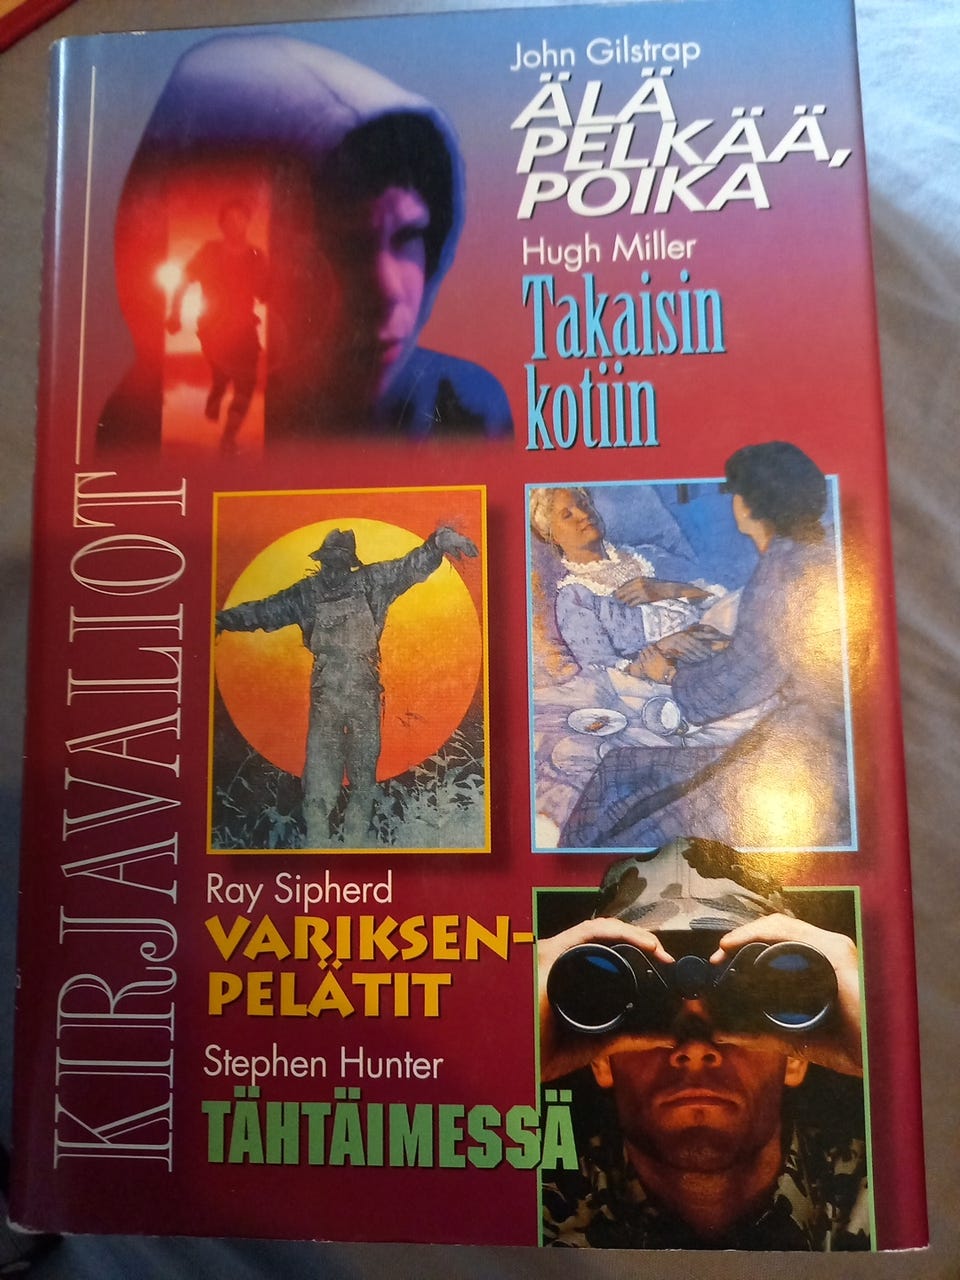 John Gilstrap
ÄLÄ
PELKÄÄ,
POIKA
Hugh Miller
Takaisin
kotiin
KIRJAVALIOT
Ray Sipherd
VARIKSEN-
PELÄTIT
Stephen Hunter
TÄHTÄIMESSÄ